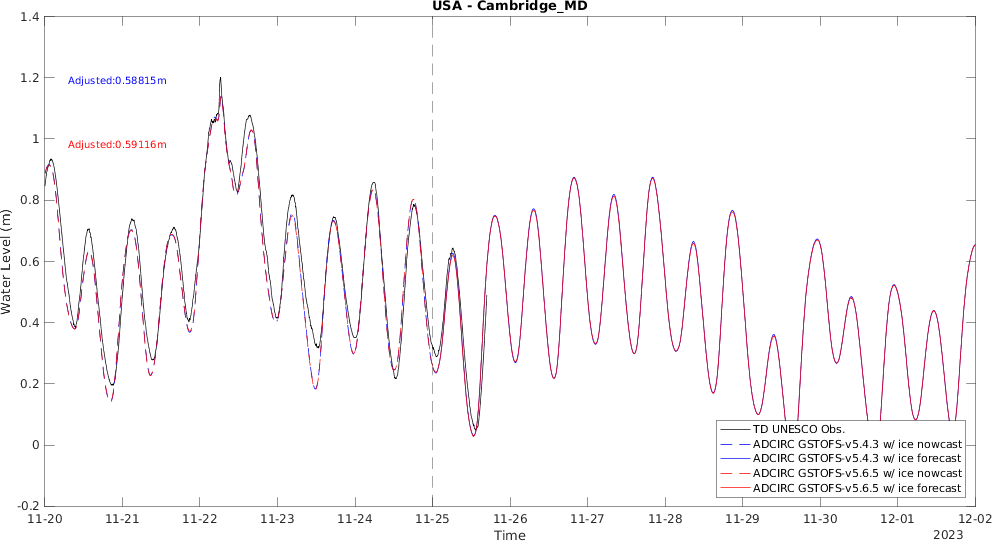 USA - Cambridge_MD
1.4
1.2
1
0.8
0.6
0.4
0.2
0
-0.2
Water Level (m)
Adjusted:0.58815m
Adjusted:0.59116m
TD UNESCO Obs.
ADCIRC GSTOFS-v5.4.3 w/ ice nowcast
ADCIRC GSTOFS-v5.4.3 w/ ice forecast
ADCIRC GSTOFS-v5.6.5 w/ ice nowcast
ADCIRC GSTOFS-v5.6.5 w/ ice forecast
11-20 11-21 11-22 11-23 11-24 11-25 11-26 11-27 11-28 11-29 11-30 12-01 12-02
Time
2023